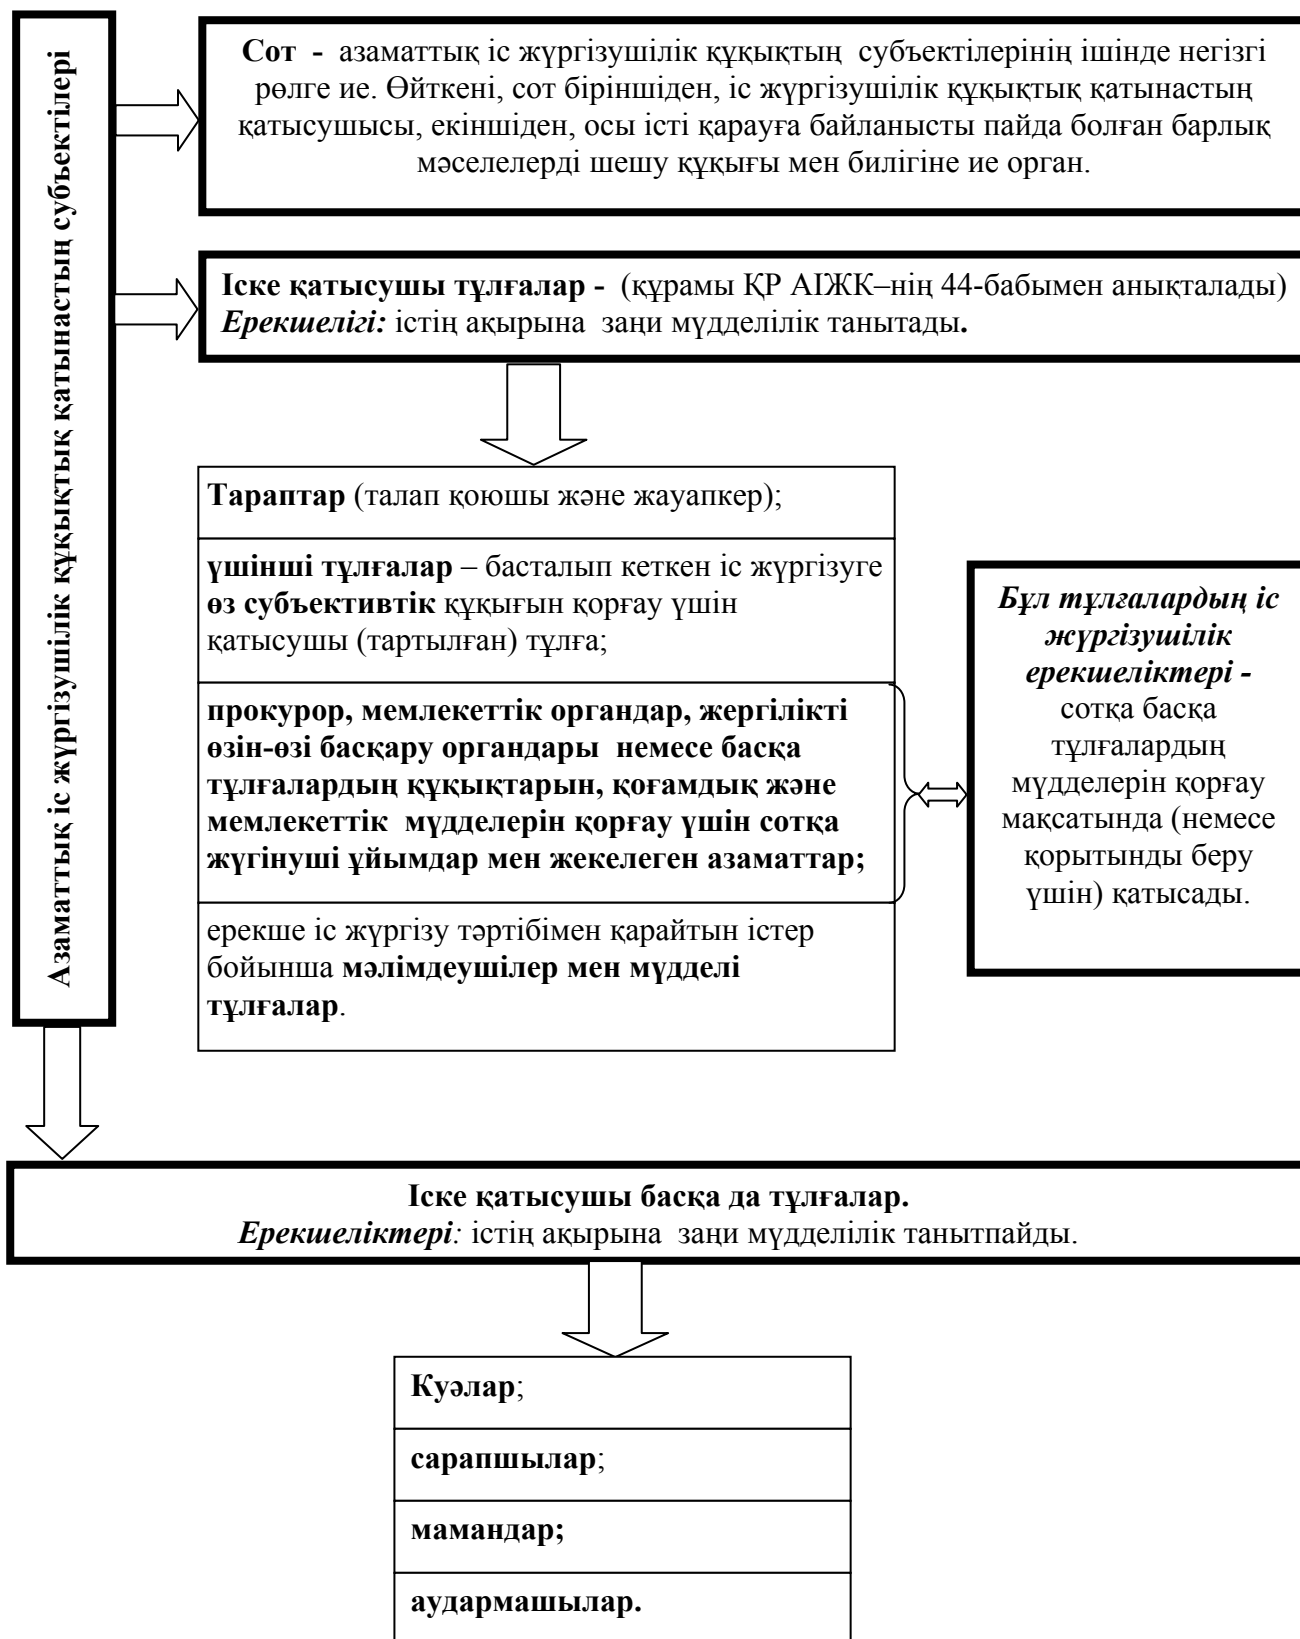 Азаматтық іс жүргізушілік құқықтық қатынастың субъектілері
Сот - азаматтық іс жүргізушілік құқықтың субъектілерінің ішінде негізгі
рөлге ие. Өйткені, сот біріншіден, іс жүргізушілік құқықтық қатынастың
қатысушысы, екіншіден, осы істі қарауға байланысты пайда болған барлық
мәселелерді шешу құқығы мен билігіне ие орган.
Іске қатысушы тұлғалар - (құрамы ҚР АІЖК–нің 44-бабымен анықталады)
Ерекшелігі: істің ақырына заңи мүдделілік танытады.
Тараптар (талап қоюшы және жауапкер);
үшінші тұлғалар – басталып кеткен іс жүргізуге
өз субъективтік құқығын қорғау үшін
қатысушы (тартылған) тұлға;
прокурор, мемлекеттік органдар, жергілікті
өзін-өзі басқару органдары немесе басқа
тұлғалардың құқықтарын, қоғамдық және
мемлекеттік мүдделерін қорғау үшін сотқа
жүгінуші ұйымдар мен жекелеген азаматтар;
ерекше іс жүргізу тәртібімен қарайтын істер
бойынша мәлімдеушілер мен мүдделі
тұлғалар.
Бұл тұлғалардың іс
жүргізушілік
ерекшеліктері -
сотқа басқа
тұлғалардың
мүдделерін қорғау
мақсатында (немесе
қорытынды беру
үшін) қатысады.
Іске қатысушы басқа да тұлғалар.
Ерекшеліктері: істің ақырына заңи мүдделілік танытпайды.
Куәлар;
сарапшылар;
мамандар;
аудармашылар.